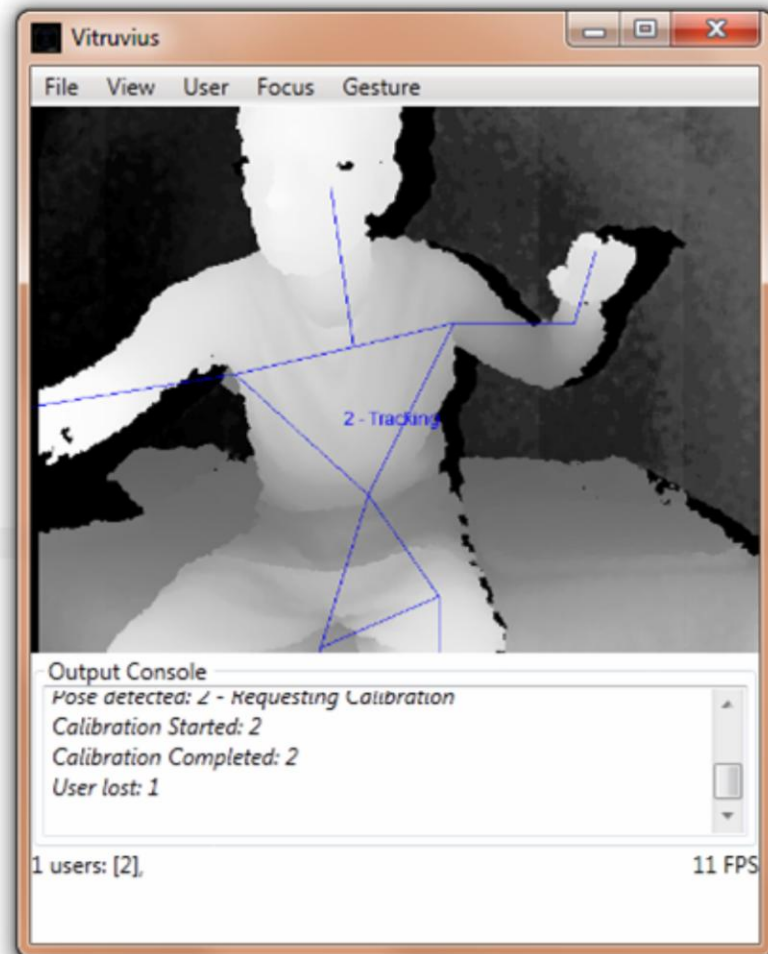 Vitruvius
File View User Focus Gesture
2 - Tracking
Output Console
Pose detected: 2 - Requesting Calibration
Calibration Started: 2
Calibration Completed: 2
User lost: 1
1 users: [2],
11 FPS